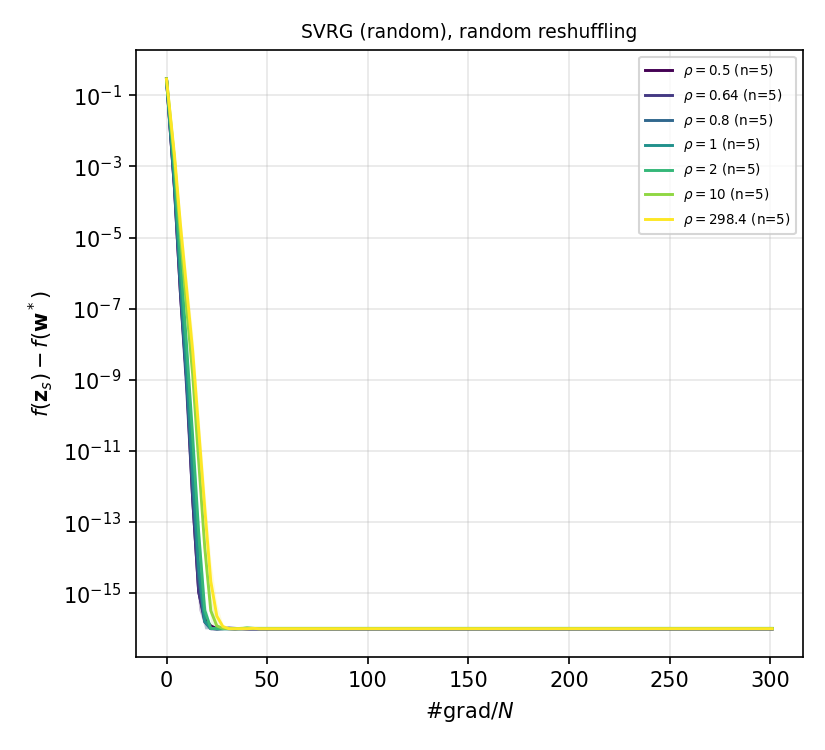 SVRG (random), random reshuffling
ρ = 0.5 (n=5)
ρ = 0.64 (n=5)
ρ = 0.8 (n=5)
ρ = 1 (n=5)
ρ = 2 (n=5)
ρ = 10 (n=5)
ρ = 298.4 (n=5)
f(z_s) − f(w*)
10⁻¹
10⁻³
10⁻⁵
10⁻⁷
10⁻⁹
10⁻¹¹
10⁻¹³
10⁻¹⁵
0 50 100 150 200 250 300
#grad/N